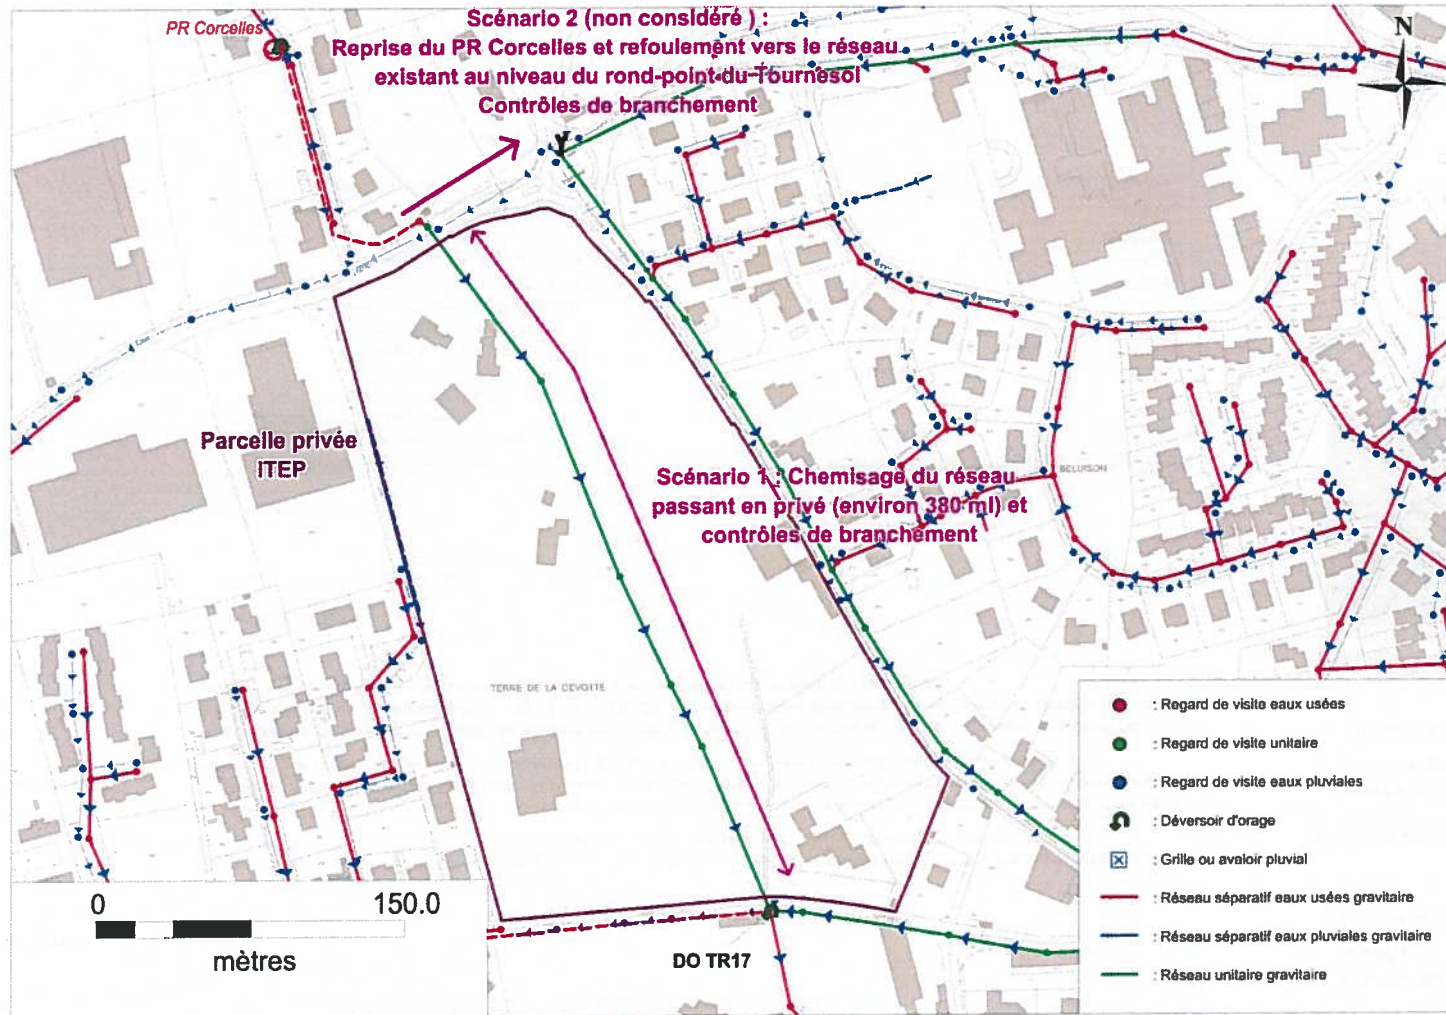 PR Corcelles
Scénario 2 (non considéré ) :
Reprise du PR Corcelles et refoulement vers le réseau
existant au niveau du rond-point du Tournesol
Contrôles de branchement
N
Parcelle privée
ITEP
Scénario 1 : Chemisage du réseau
passant en privé (environ 380 ml) et
contrôles de branchement
BELUISON
TERRE DE LA DEVOITE
DO TR17
0 150.0
mètres
: Regard de visite eaux usées
: Regard de visite unitaire
: Regard de visite eaux pluviales
: Déversoir d'orage
: Grille ou avaloir pluvial
: Réseau séparatif eaux usées gravitaire
: Réseau séparatif eaux pluviales gravitaire
: Réseau unitaire gravitaire